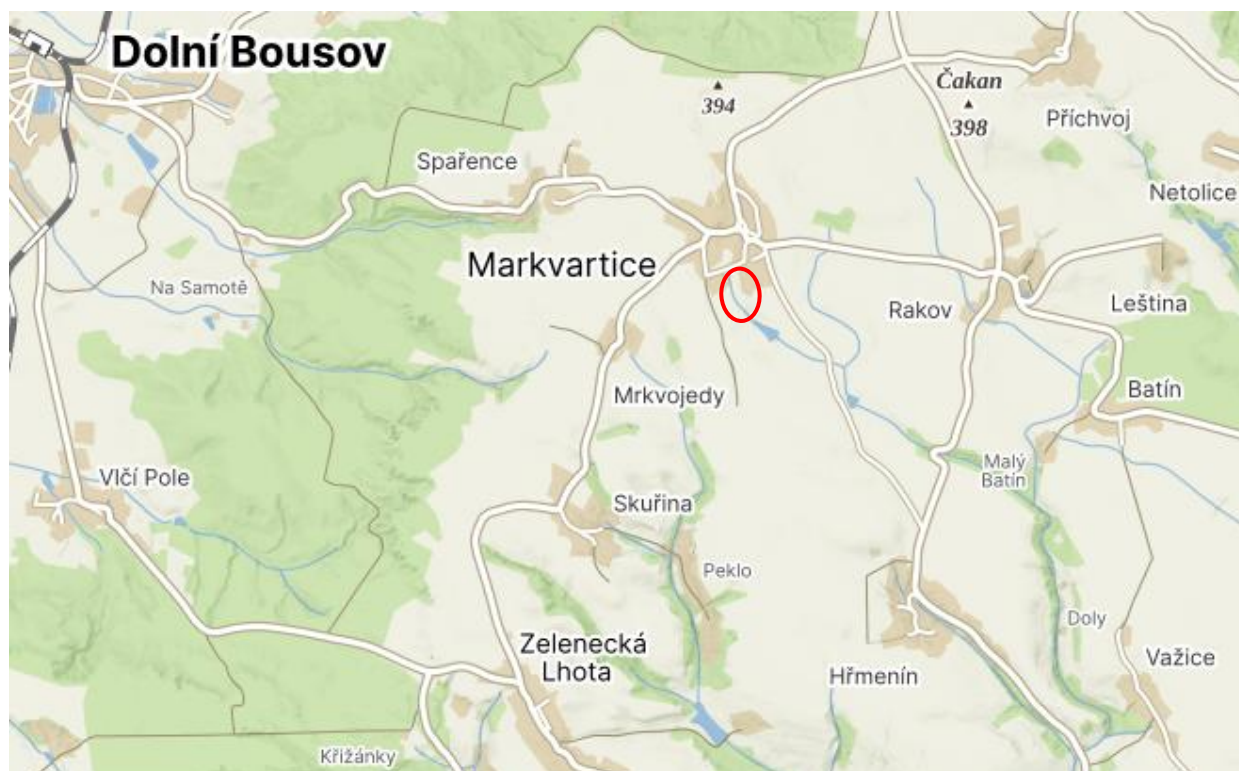 Dolní Bousov
394
Čakan
398
Příchvoj
Spařence
Netolice
Markvartice
Na Samotě
Rakov
Leština
Mrkvojedy
Batín
Vlčí Pole
Malý
Batín
Skuřina
Peklo
Doly
Zelenecká
Lhota
Važice
Hřmenín
Křižánky